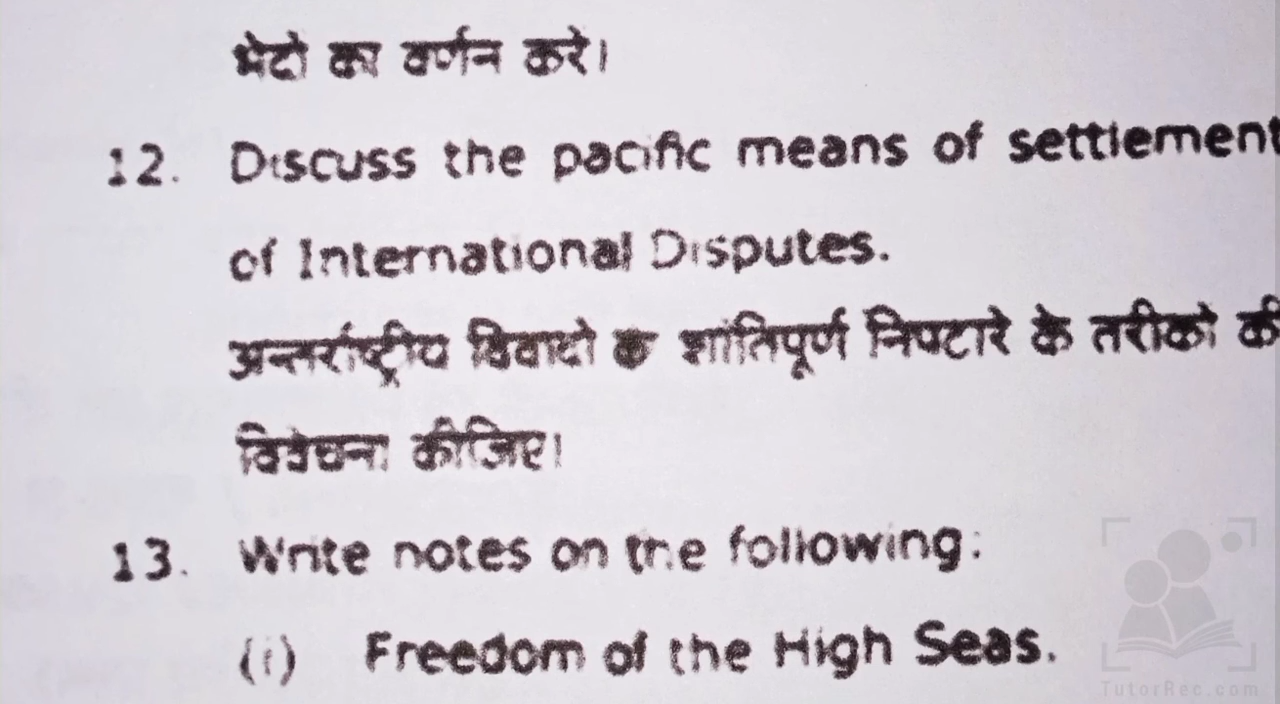 भेदो का वर्णन करे।
12. Discuss the pacific means of settlement
of International Disputes.
अन्तर्राष्ट्रीय विवादो के शांतिपूर्ण निपटारे के तरीको की
विवेचना कीजिए।
13. Write notes on the following:
(i) Freedom of the High Seas.
TutorRec.com